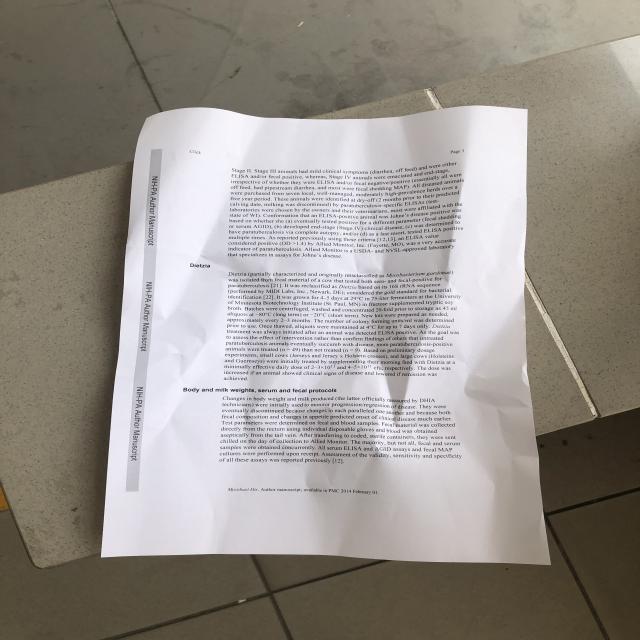 Click
Page 3
Stage II. Stage III animals had mild clinical symptoms (diarrhea, off feed) and were either
ELISA and/or fecal positive, whereas, Stage IV animals were emaciated and end-stage,
irrespective of whether they were ELISA and/or fecal negative/positive (essentially all were
off feed, had pipestream diarrhea, and most were fecal shedding MAP). All diseased animals
were purchased from seven local, well-managed, moderately high-prevalence herds over a
five year period. These animals were identified at dry-off (2 months prior to their predicted
calving date, milking was discontinued) by paratuberculosis-specific ELISA (test
laboratories were chosen by the owners and their veterinarians, most were affiliated with the
state of WI). Confirmation that an ELISA-positive animal was Johne's disease positive was
based on whether she (a) eventually tested positive for a different parameter (fecal, culture
or serum AGID), (b) developed end-stage (Stage IV) clinical disease, (c) was determined to
have paratuberculosis via complete autopsy, and/or (d) as a last resort, tested ELISA positive
multiple times. As reported previously using these criteria [12,13], an ELISA value
considered positive (OD >1.4) by Allied Monitor, Inc. (Fayette, MO), was a very accurate
indicator of paratuberculosis. Allied Monitor is a USDA- and NVSL-approved laboratory
that specializes in assays for Johne's disease.
Dietzia
Dietzia (partially characterized and originally misclassified as Micobacterium gordonae)
was isolated from fecal material of a cow that tested both sero- and fecal-positive for
paratuberculosis [21]. It was reclassified as Dietzia based on its 16s rRNA sequence
(performed by MIDI Labs, Inc., Newark, DE), considered the gold standard for bacterial
identification [22]. It was grown for 4–5 days at 29°C in 75-liter fermenters at the University
of Minnesota Biotechnology Institute (St. Paul, MN) in fructose supplemented tryptic soy
broth. Batches were centrifuged, washed and concentrated 20-fold prior to storage as 45 ml
aliquots at −80°C (long term) or −20°C (short term). New lots were prepared as needed,
approximately every 2–3 months. The number of colony forming units/ml was determined
prior to use. Once thawed, aliquots were maintained at 4°C for up to 7 days only. Dietzia
treatment was always initiated after an animal was detected ELISA positive. As the goal was
to assess the effect of intervention rather than confirm findings of others that untreated
paratuberculosis animals eventually succumb with disease, more paratuberculosis-positive
animals were treated than not treated (n = 9). Based on preliminary dosage
experiments, small cows (Jerseys and Jersey x Holstein crosses), and large cows (Holsteins
and Guernseys) were initially treated by supplementing their morning feed with Dietzia at a
minimally effective daily dose of respectively. The dose was
increased if an animal showed clinical signs of disease and lowered if remission was
achieved.
Body and milk weights, serum and fecal protocols
Changes in body weight and milk produced (the latter officially measured by DHIA
technicians) were initially used to monitor progression/regression of disease. They were
eventually discontinued because changes in each paralleled one another and because both
fecal composition and changes in appetite predicted onset of clinical disease much earlier.
Test parameters were determined on fecal and blood samples. Fecal material was collected
directly from the rectum using individual disposable gloves and blood was obtained
aseptically from the tail vein. After transferring to coded, sterile containers, they were sent
chilled on the day of collection to Allied Monitor. The majority, but not all, fecal and serum
samples were obtained concurrently. All serum ELISA and AGID assays and fecal MAP
cultures were performed upon receipt. Assessment of the validity, sensitivity and specificity
of all these assays was reported previously [12].
Microbiol Res. Author manuscript; available in PMC 2014 February 01.
NIH-PA Author Manuscript
NIH-PA Author Manuscript
NIH-PA Author Manuscript